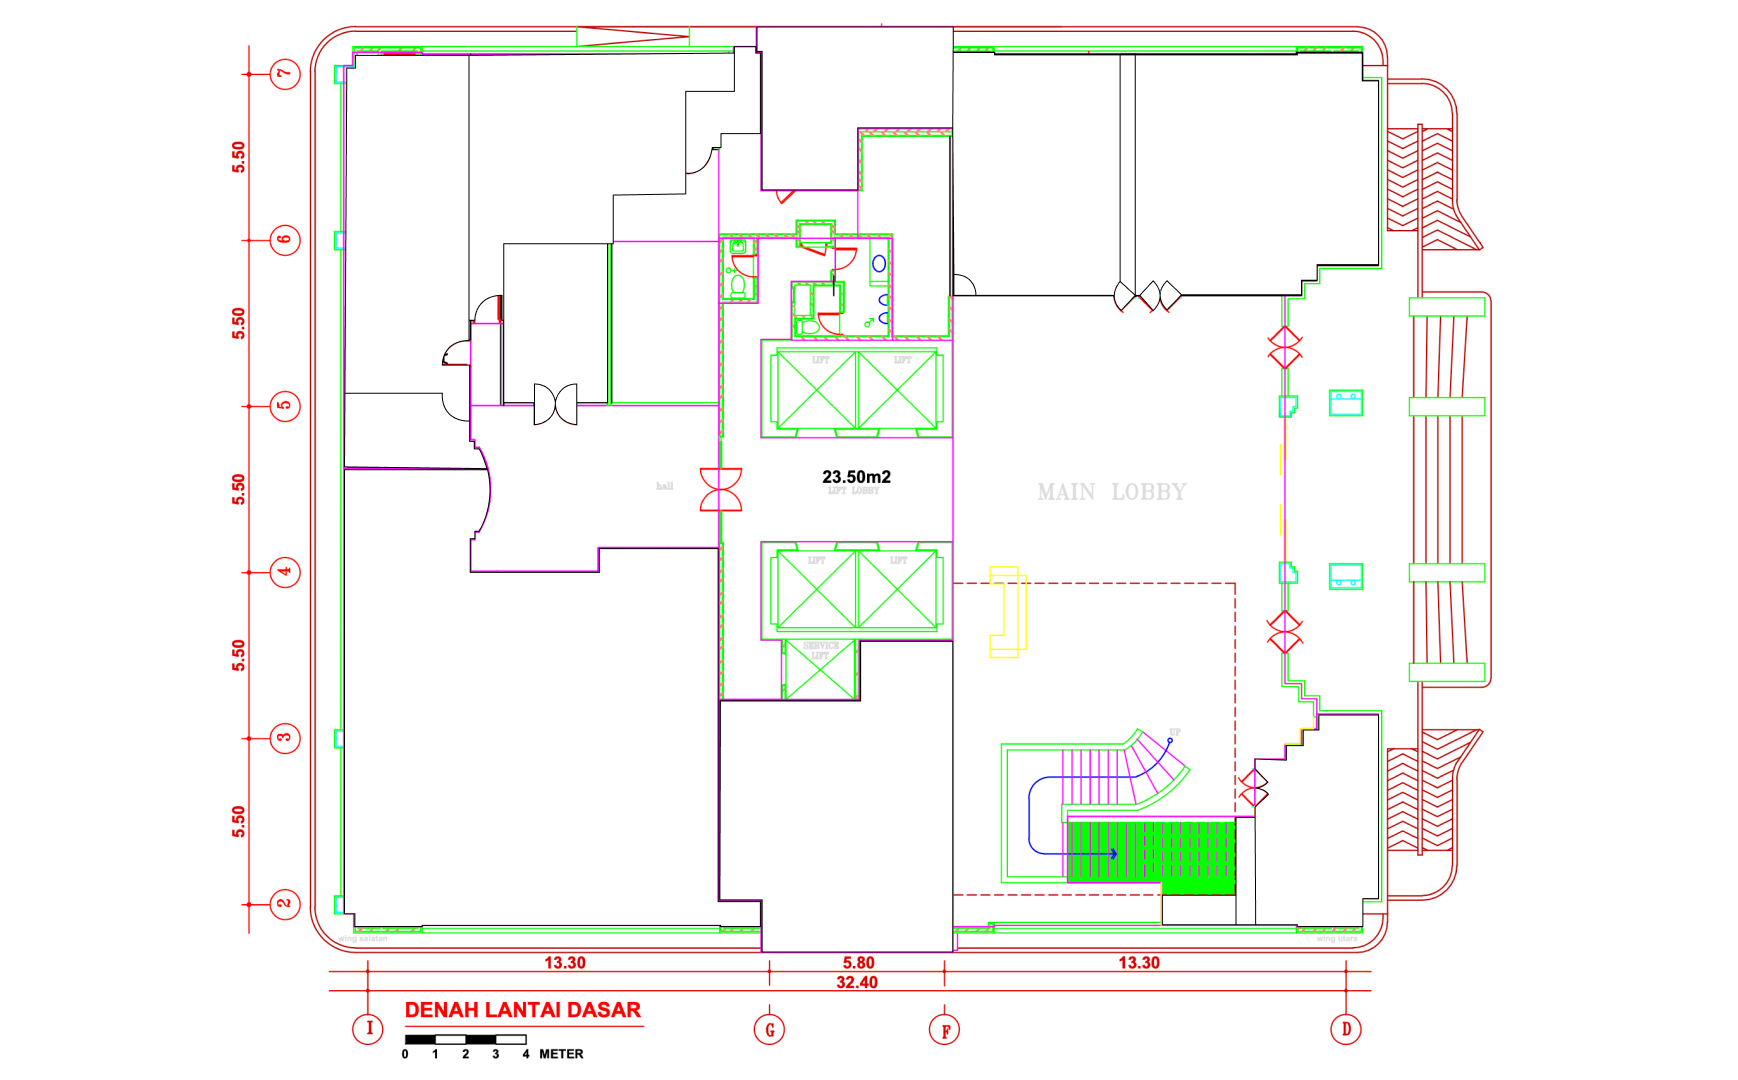 7
5.50
6
5.50
5
5.50
4
5.50
3
5.50
2
LIFT
LIFT
23.50m2
LIFT LOBBY
hall
MAIN LOBBY
LIFT
LIFT
SERVICE
LIFT
UP
wing selatan
wing utara
13.30
5.80
13.30
32.40
DENAH LANTAI DASAR
I
G
F
D
0 1 2 3 4 METER